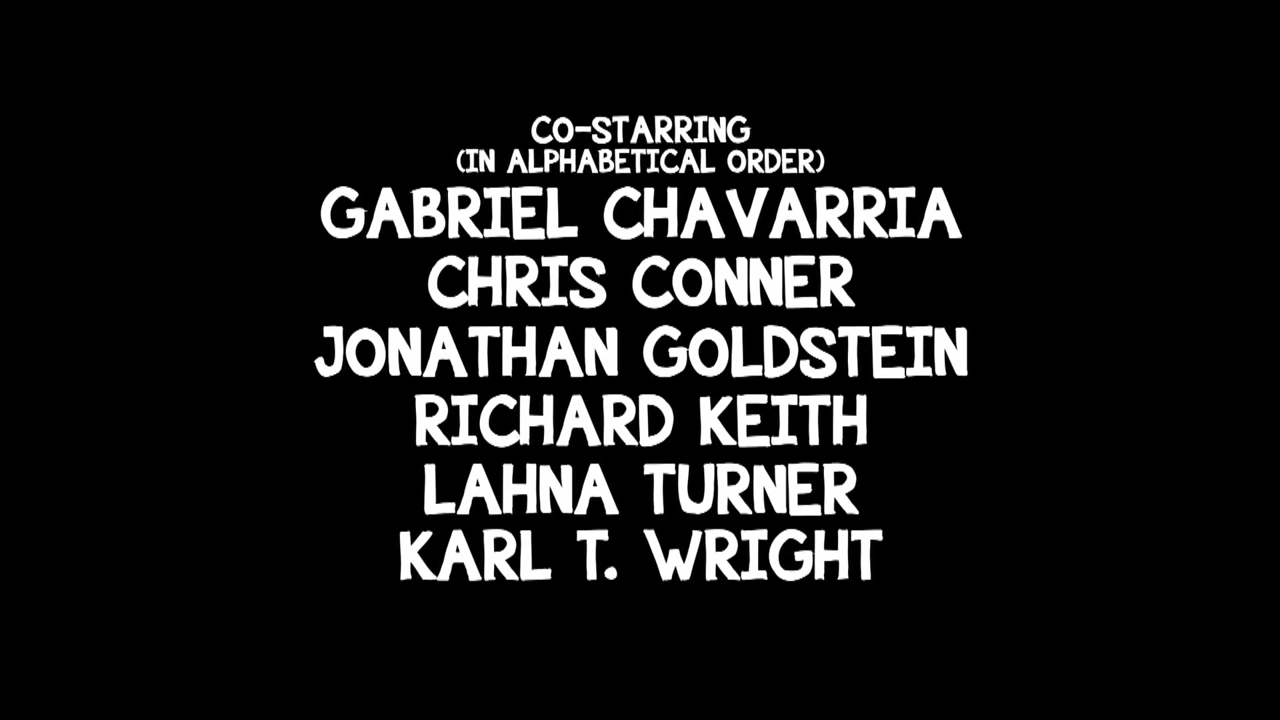 CO-STARRING
(IN ALPHABETICAL ORDER)
GABRIEL CHAVARRIA
CHRIS CONNER
JONATHAN GOLDSTEIN
RICHARD KEITH
LAHNA TURNER
KARL T. WRIGHT